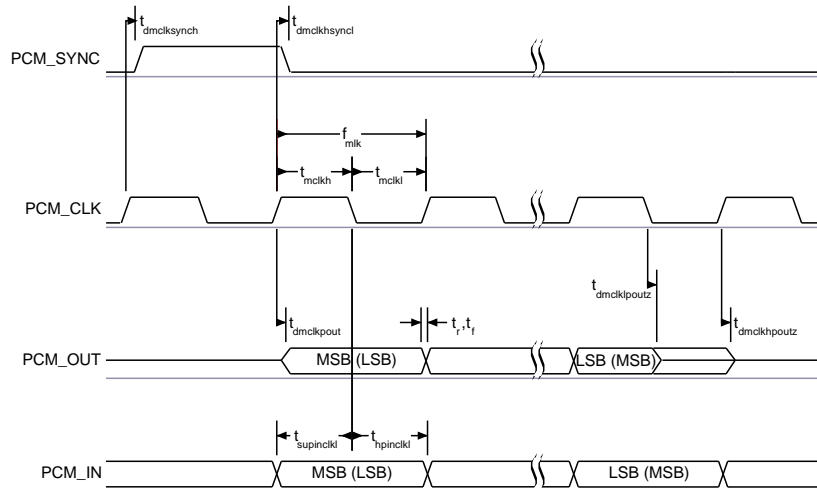 t dmclksynch
t dmclkhsyncl
PCM_SYNC
f mlk
t mclkh
t mclkl
PCM_CLK
t dmclklpoutz
t dmclkpout
t r ,t f
t dmclkhpoutz
PCM_OUT
MSB (LSB)
LSB (MSB)
t supinclkl
t hpinclkl
PCM_IN
MSB (LSB)
LSB (MSB)